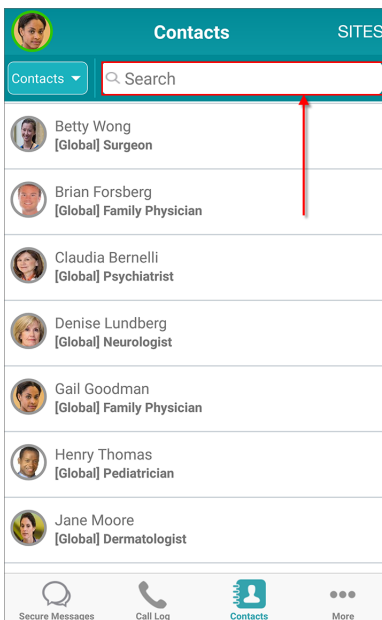 Contacts
SITES
Contacts
Search
Betty Wong
[Global] Surgeon
Brian Forsberg
[Global] Family Physician
Claudia Bernelli
[Global] Psychiatrist
Denise Lundberg
[Global] Neurologist
Gail Goodman
[Global] Family Physician
Henry Thomas
[Global] Pediatrician
Jane Moore
[Global] Dermatologist
Secure Messages
Call Log
Contacts
More